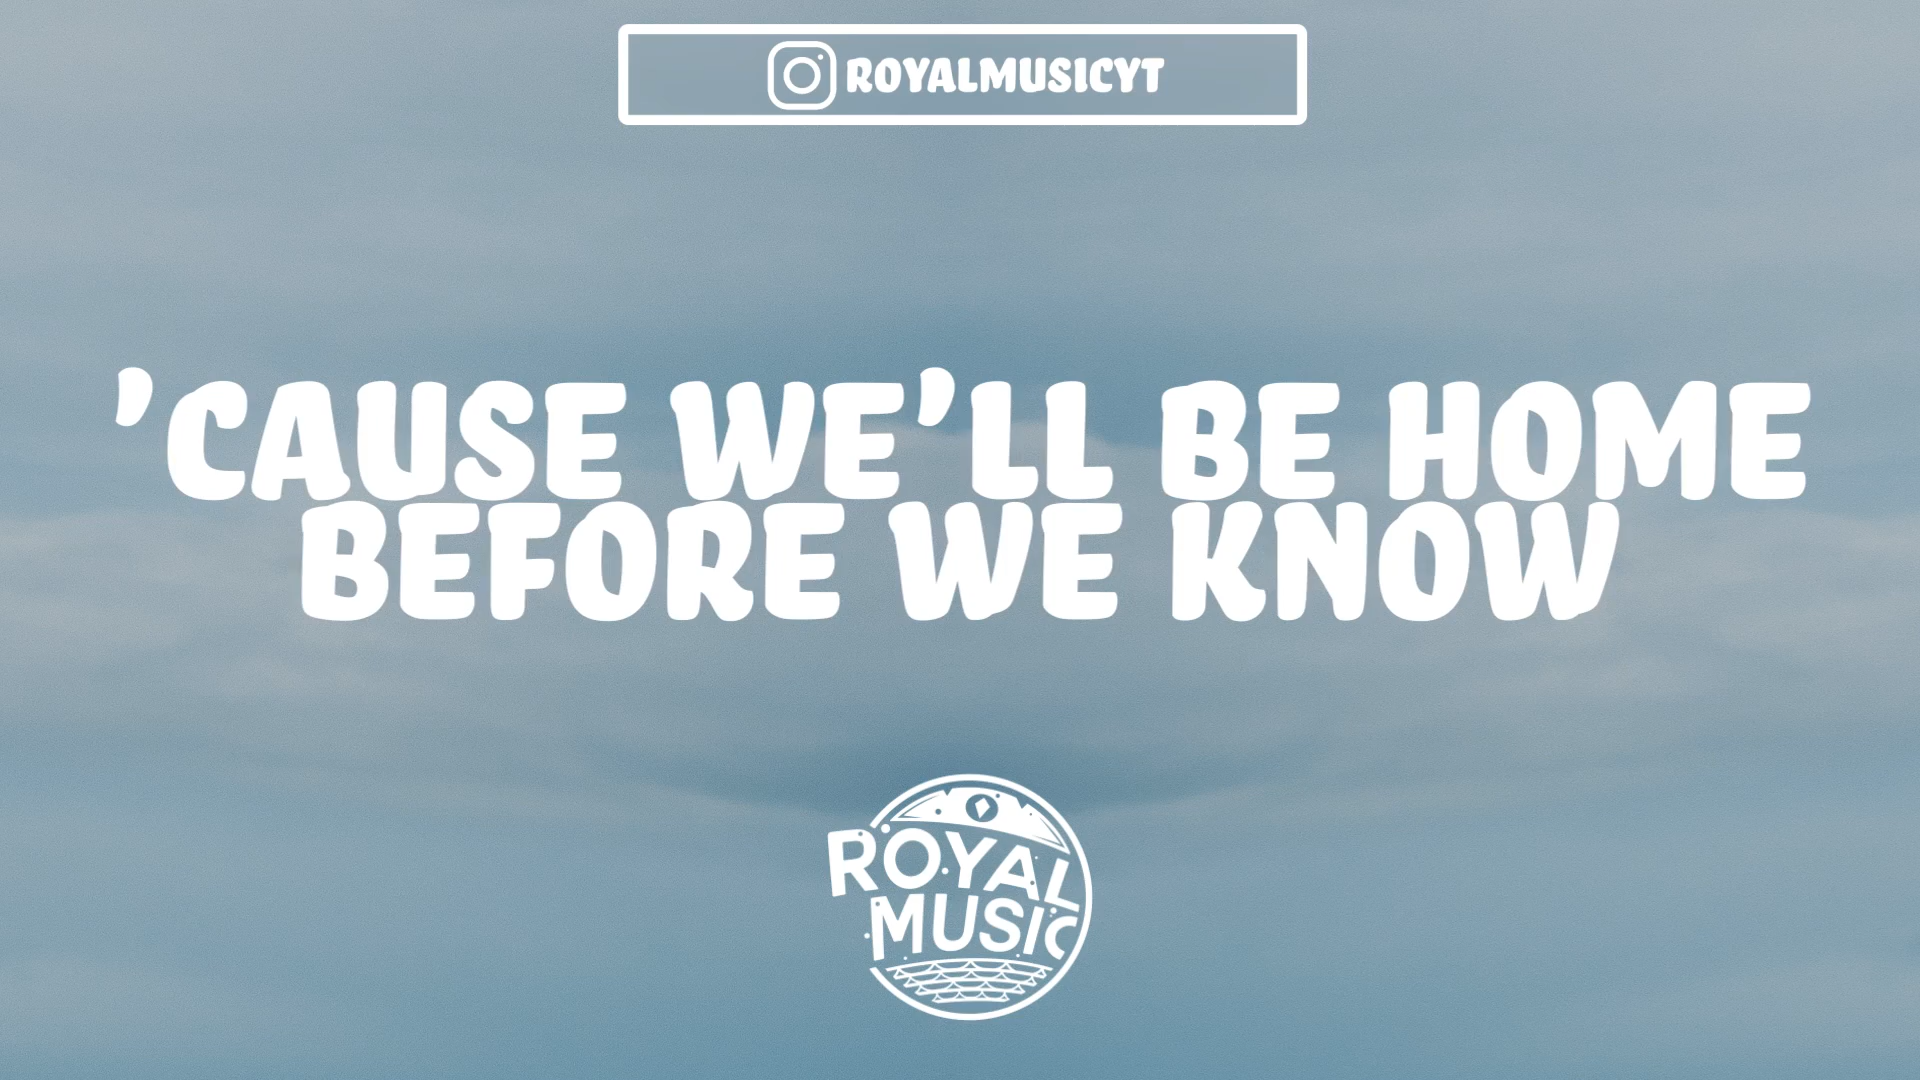 ROYALMUSICYT
’CAUSE WE’LL BE HOME
BEFORE WE KNOW
ROYAL
MUSIC